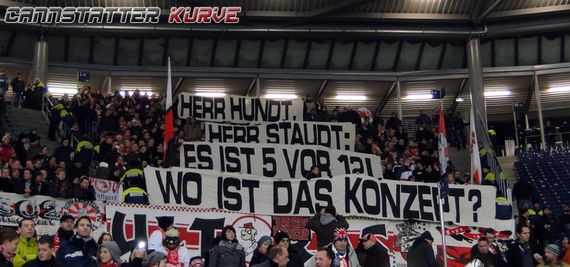 CANNSTATTER KURVE
HERR HUNDT,
HERR STAUDT:
ES IST 5 VOR 12!
WO IST DAS KONZEPT?